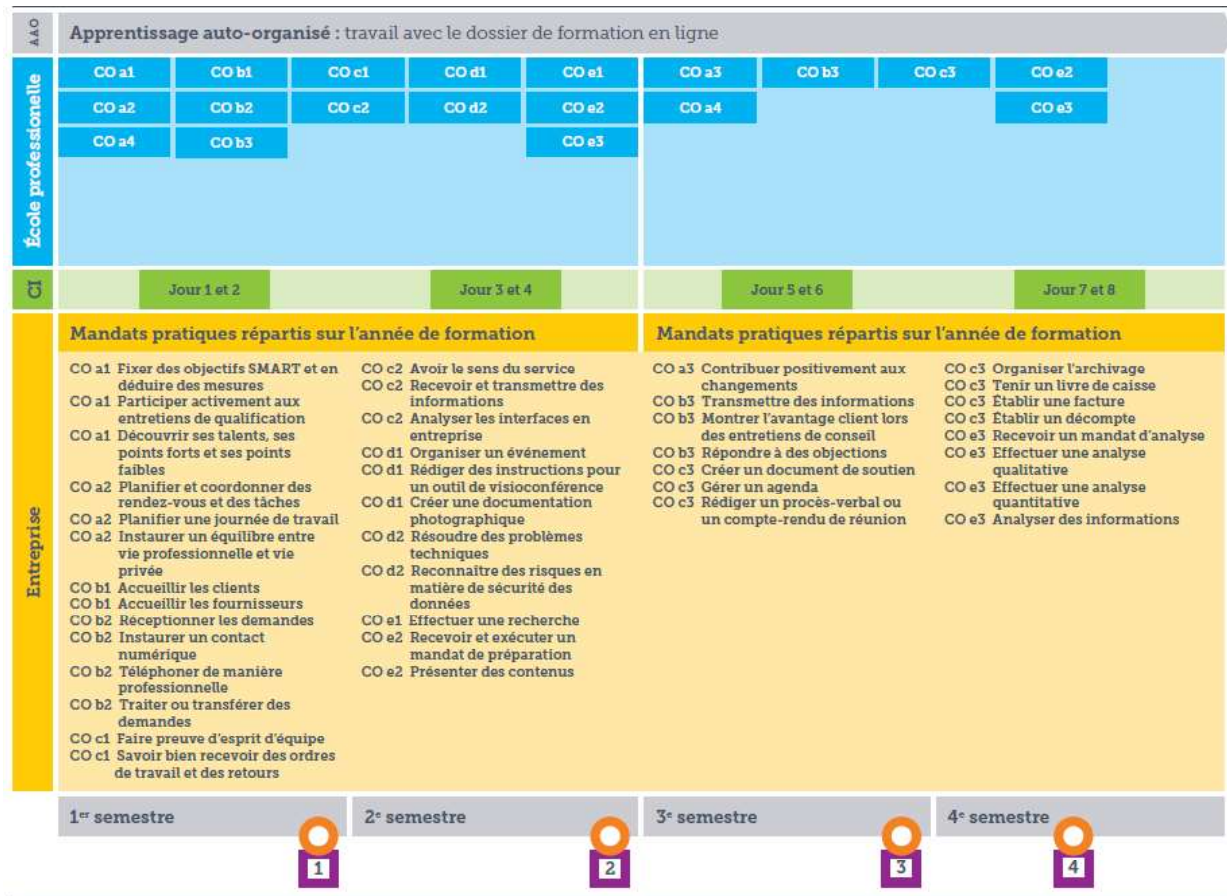 AAO
Apprentissage auto-organisé : travail avec le dossier de formation en ligne
École professionelle
CO a1 CO b1 CO c1 CO d1 CO e1 CO a3 CO b3 CO c3 CO e2
CO a2 CO b2 CO c2 CO d2 CO e2 CO a4 CO e3
CO a4 CO b3 CO e3
CI
Jour 1 et 2 Jour 3 et 4 Jour 5 et 6 Jour 7 et 8
Entreprise
Mandats pratiques répartis sur l'année de formation
CO a1 Fixer des objectifs SMART et en
déduire des mesures
CO a1 Participer activement aux
entretiens de qualification
CO a1 Découvrir ses talents, ses
points forts et ses points
faibles
CO a2 Planifier et coordonner des
rendez-vous et des tâches
CO a2 Planifier une journée de travail
CO a2 Instaurer un équilibre entre
vie professionnelle et vie
privée
CO b1 Accueillir les clients
CO b1 Accueillir les fournisseurs
CO b2 Réceptionner les demandes
CO b2 Instaurer un contact
numérique
CO b2 Téléphoner de manière
professionnelle
CO b2 Traiter ou transférer des
demandes
CO c1 Faire preuve d'esprit d'équipe
CO c1 Savoir bien recevoir des ordres
de travail et des retours
CO c2 Avoir le sens du service
CO c2 Recevoir et transmettre des
informations
CO c2 Analyser les interfaces en
entreprise
CO d1 Organiser un événement
CO d1 Rédiger des instructions pour
un outil de visioconférence
CO d1 Créer une documentation
photographique
CO d2 Résoudre des problèmes
techniques
CO d2 Reconnaître des risques en
matière de sécurité des
données
CO e1 Effectuer une recherche
CO e2 Recevoir et exécuter un
mandat de préparation
CO e2 Présenter des contenus
Mandats pratiques répartis sur l'année de formation
CO a3 Contribuer positivement aux
changements
CO b3 Transmettre des informations
CO b3 Montrer l'avantage client lors
des entretiens de conseil
CO b3 Répondre à des objections
CO c3 Créer un document de soutien
CO c3 Gérer un agenda
CO c3 Rédiger un procès-verbal ou
un compte-rendu de réunion
CO c3 Organiser l'archivage
CO c3 Tenir un livre de caisse
CO c3 Établir une facture
CO c3 Établir un décompte
CO e3 Recevoir un mandat d'analyse
CO e3 Effectuer une analyse
qualitative
CO e3 Effectuer une analyse
quantitative
CO e3 Analyser des informations
1er semestre 2e semestre 3e semestre 4e semestre
1 2 3 4